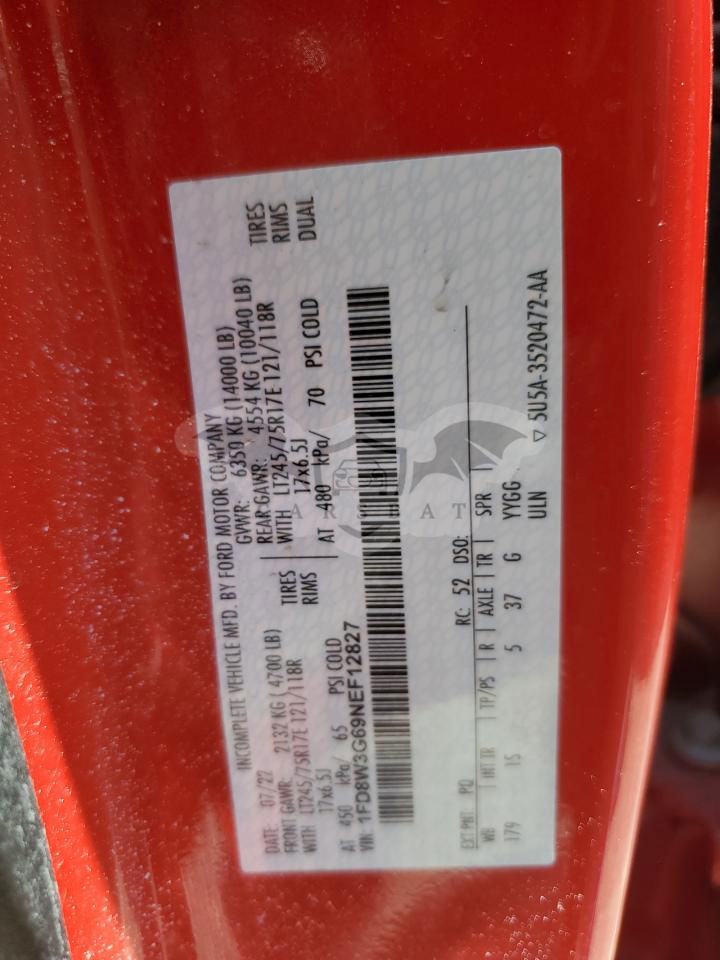 INCOMPLETE VEHICLE MFD. BY FORD MOTOR COMPANY
DATE: 07/22 GVWR: 6350 KG (14000 LB)
FRONT GAWR: 2132 KG (4700 LB) REAR GAWR: 4554 KG (10040 LB)
WITH LT245/75R17E 121/118R TIRES WITH LT245/75R17E 121/118R TIRES
17x6.5J RIMS 17x6.5J RIMS
AT 450 kPa/ 65 PSI COLD AT 480 kPa/ 70 PSI COLD DUAL
VIN: 1FD8W3G69NEF12827
EXT PNT: PQ RC: 52 DSO:
WB INT TR TP/PS R AXLE TR SPR
179 15 5 37 G YYGG
ULN
▽ 5U5A-3520472-AA